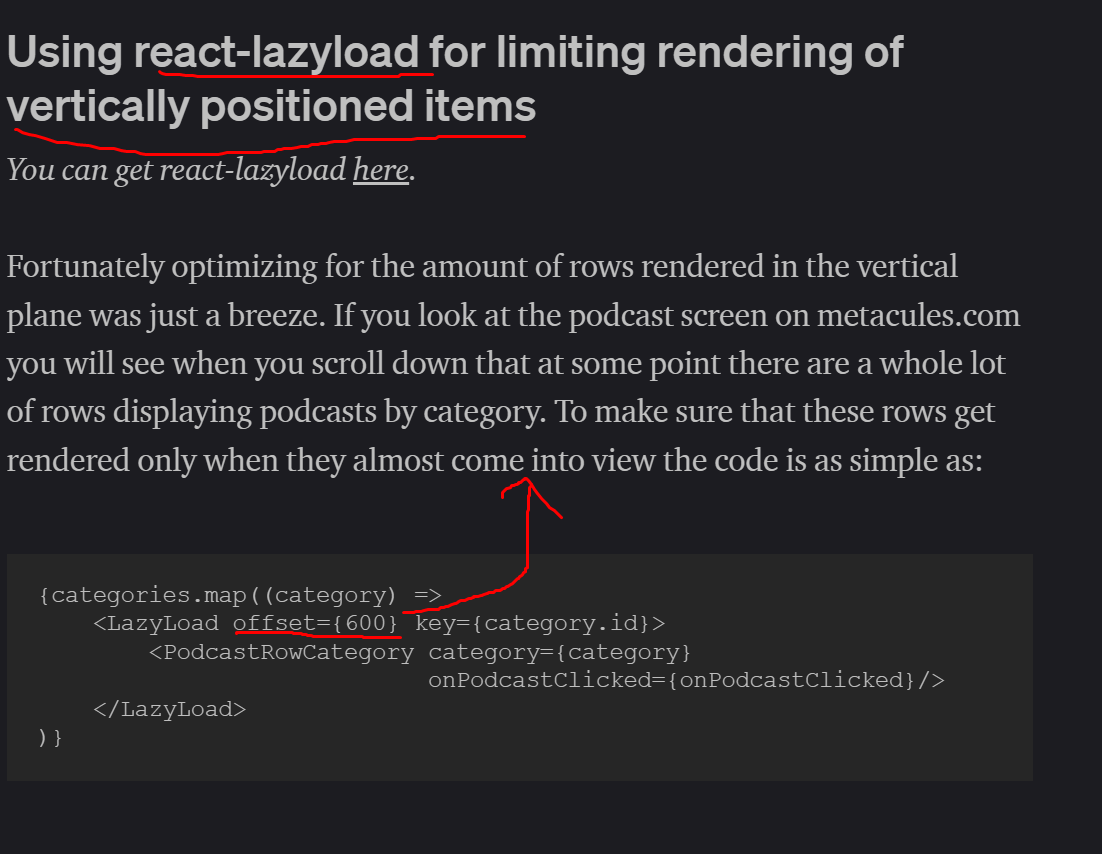 Using react-lazyload for limiting rendering of
vertically positioned items
You can get react-lazyload here.
Fortunately optimizing for the amount of rows rendered in the vertical
plane was just a breeze. If you look at the podcast screen on metacules.com
you will see when you scroll down that at some point there are a whole lot
of rows displaying podcasts by category. To make sure that these rows get
rendered only when they almost come into view the code is as simple as:
{categories.map((category) =>
    <LazyLoad offset={600} key={category.id}>
        <PodcastRowCategory category={category}
                            onPodcastClicked={onPodcastClicked}/>
    </LazyLoad>
)}